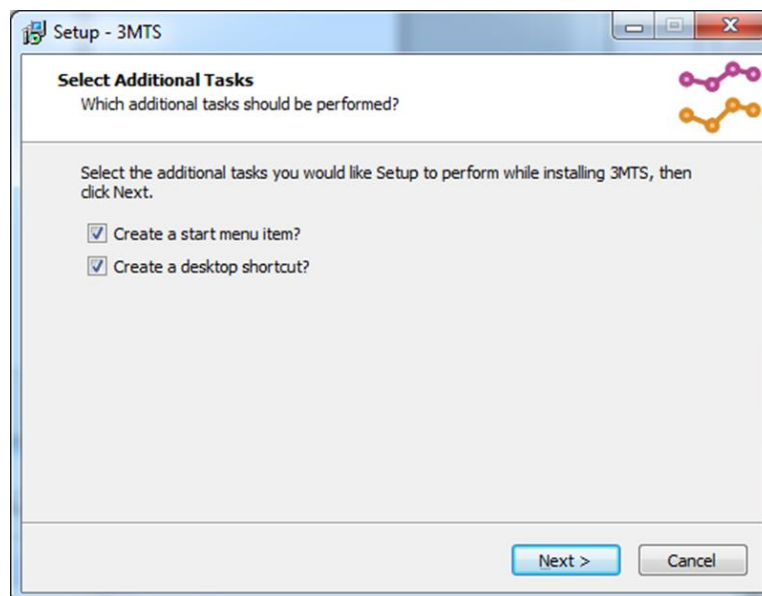 Setup - 3MTS
Select Additional Tasks
Which additional tasks should be performed?
Select the additional tasks you would like Setup to perform while installing 3MTS, then
click Next.
Create a start menu item?
Create a desktop shortcut?
Next >
Cancel